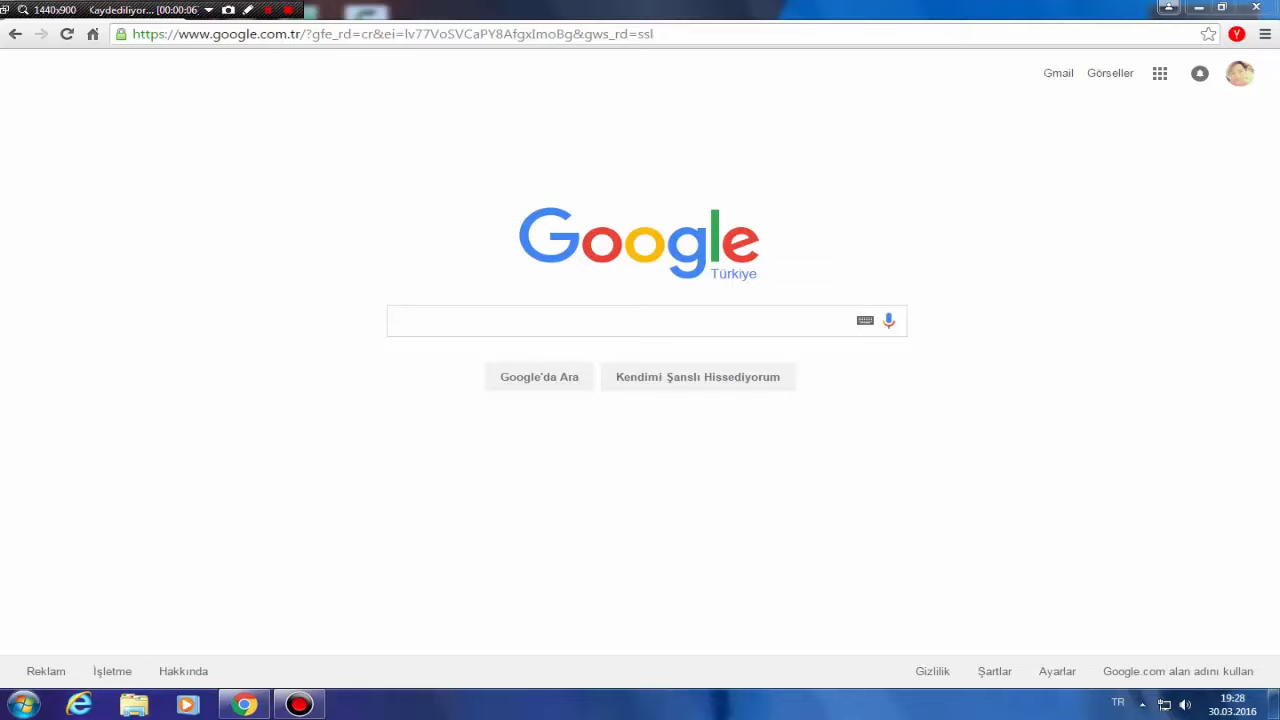 1440x900 Kaydediliyor... [00:00:06]
https://www.google.com.tr/?gfe_rd=cr&ei=lv77VoSVCaPY8AfgxImoBg&gws_rd=ssl
Gmail Görseller
Google
Türkiye
Google'da Ara Kendimi Şanslı Hissediyorum
Reklam İşletme Hakkında Gizlilik Şartlar Ayarlar Google.com alan adını kullan
TR 19:28
30.03.2016